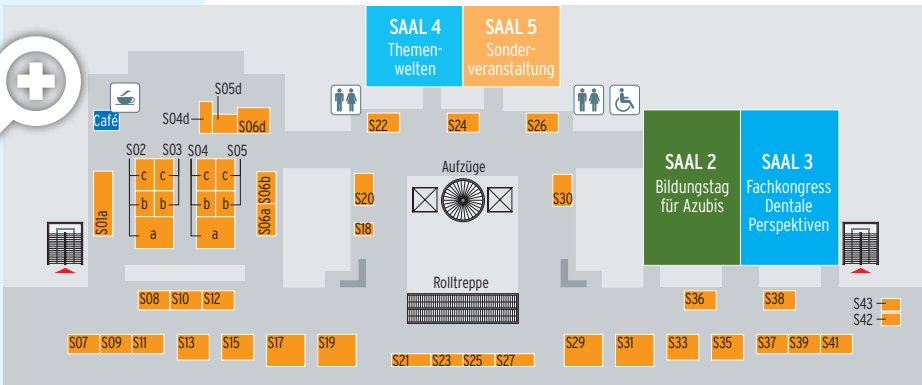 SAAL 4
Themen-
welten
SAAL 5
Sonder-
veranstaltung
Café
S04d
S05d
S06d
S22
S24
S26
SAAL 2
Bildungstag
für Azubis
SAAL 3
Fachkongress
Dentale
Perspektiven
S02
S03
S04
S05
c
c
c
c
b
b
b
b
a
a
S01a
S06b
S06a
S20
S18
Aufzüge
S30
Rolltreppe
S08
S10
S12
S36
S38
S43
S42
S07
S09
S11
S13
S15
S17
S19
S21
S23
S25
S27
S29
S31
S33
S35
S37
S39
S41